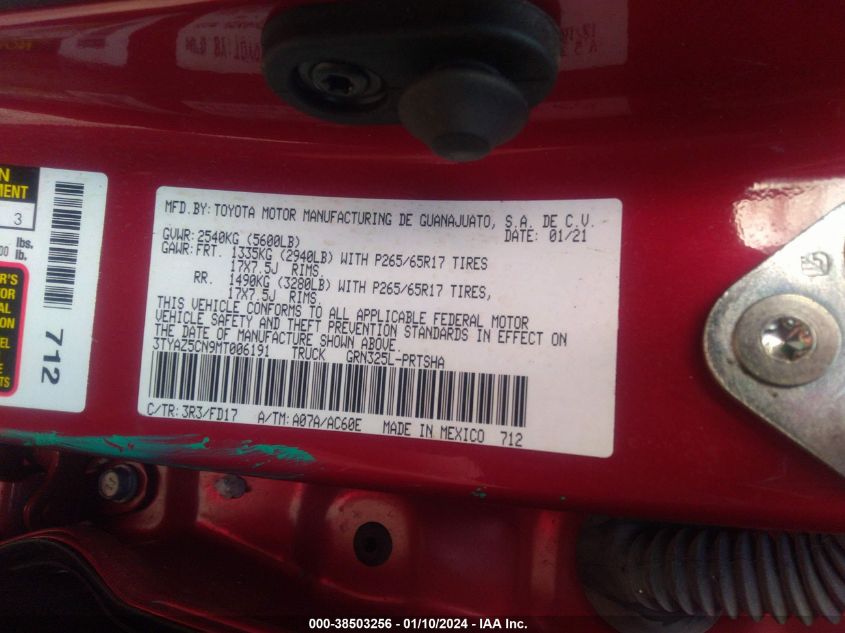 MENT
3
00 lbs.
712
MFD. BY: TOYOTA MOTOR MANUFACTURING DE GUANAJUATO, S.A. DE C.V.
GVWR: 2540KG (5600LB) DATE: 01/21
GAWR: FRT. 1335KG (2940LB) WITH P265/65R17 TIRES
17X7.5J RIMS.
RR. 1490KG (3280LB) WITH P265/65R17 TIRES,
17X7.5J RIMS.
THIS VEHICLE CONFORMS TO ALL APPLICABLE FEDERAL MOTOR
VEHICLE SAFETY AND THEFT PREVENTION STANDARDS IN EFFECT ON
THE DATE OF MANUFACTURE SHOWN ABOVE.
3TYAZ5CN9MT006191 TRUCK GRN325L-PRTSHA
C/TR: 3R3/FD17 A/TM: A07A/AC60E MADE IN MEXICO 712
000-38503256 - 01/10/2024 - IAA Inc.